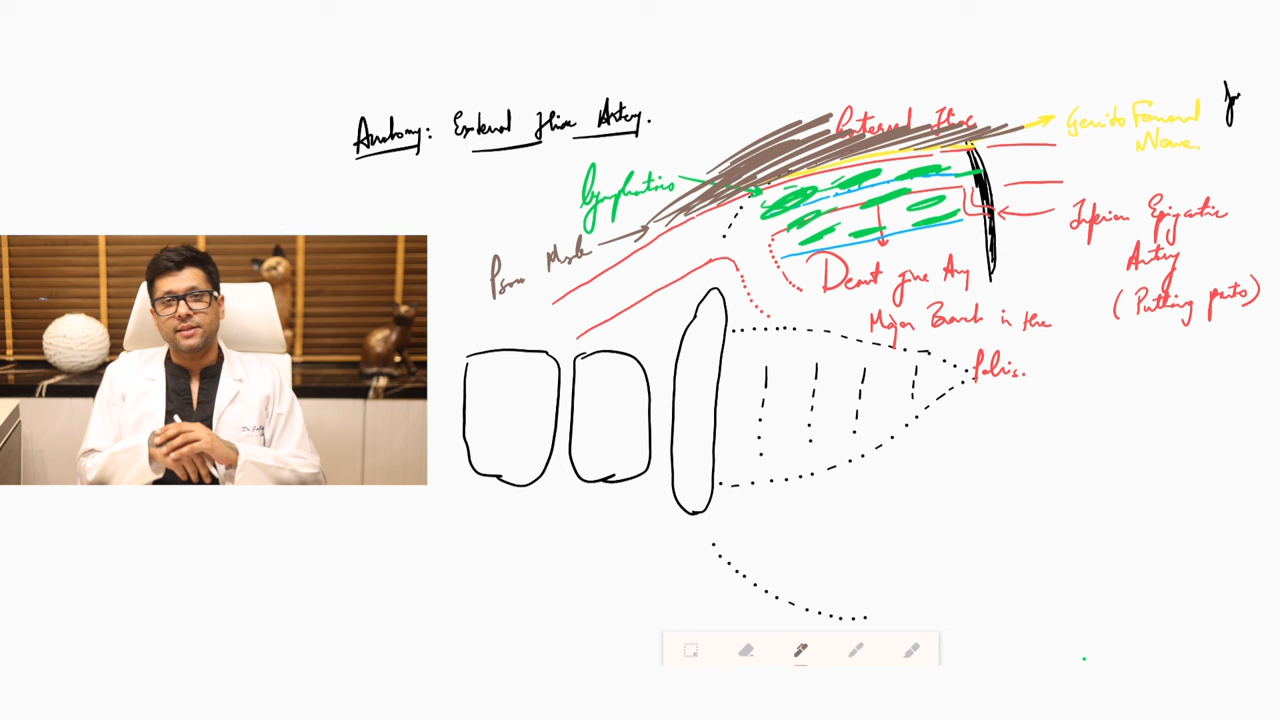 Anatomy: External Iliac Artery.
External Iliac
Genito Femoral
Nerve.
lymphatics
Psoas Muscle
Inferior Epigastric
Artery
(Putting ports)
Doesnt give Any
Major Branch in the
Pelvis.